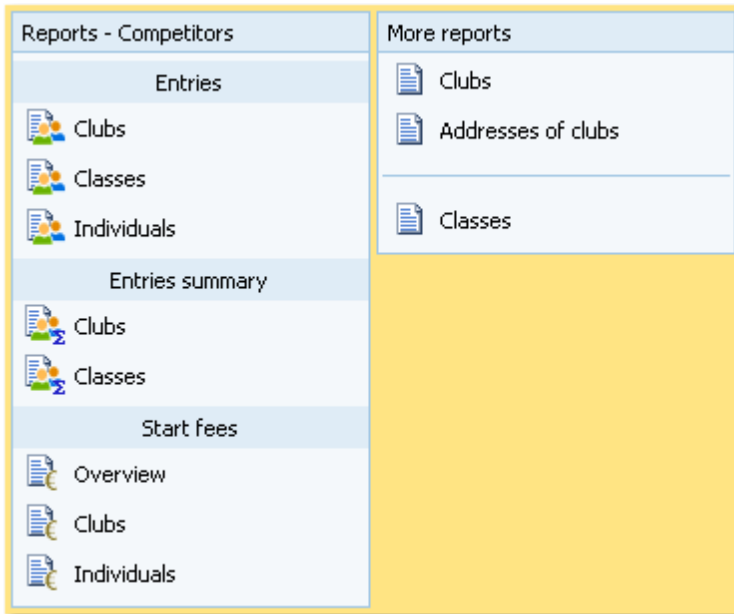 Reports - Competitors
Entries
Clubs
Classes
Individuals
Entries summary
Clubs
Classes
Start fees
Overview
Clubs
Individuals
More reports
Clubs
Addresses of clubs
Classes